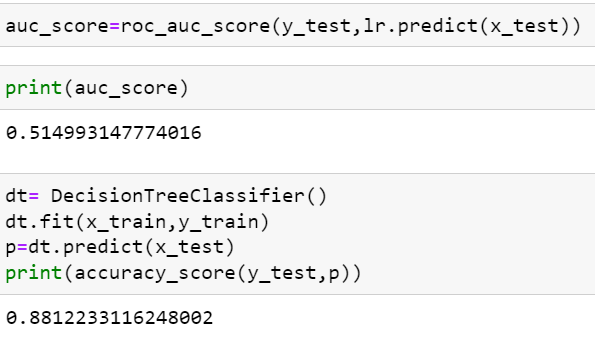 auc_score=roc_auc_score(y_test,lr.predict(x_test))
print(auc_score)
0.514993147774016
dt= DecisionTreeClassifier()
dt.fit(x_train,y_train)
p=dt.predict(x_test)
print(accuracy_score(y_test,p))
0.8812233116248002